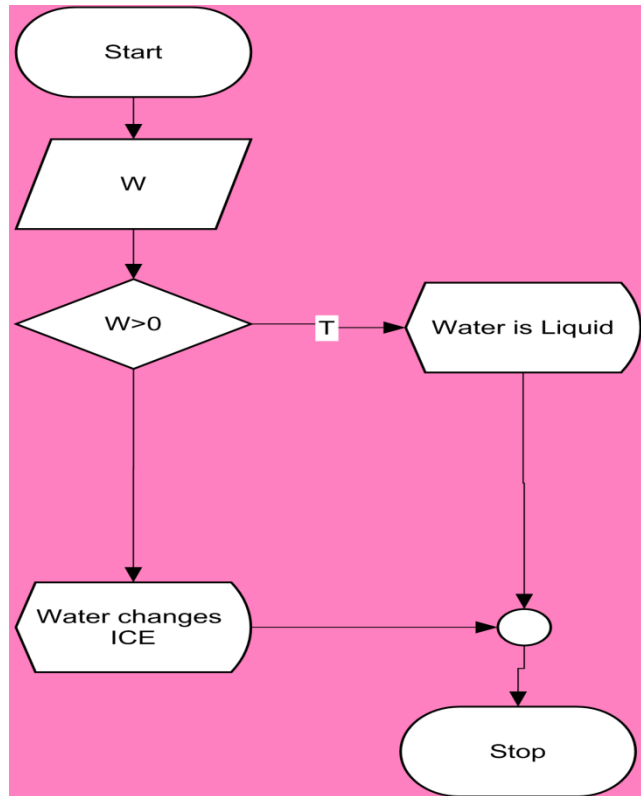 Start
W
W>0
T
Water is Liquid
Water changes
ICE
Stop